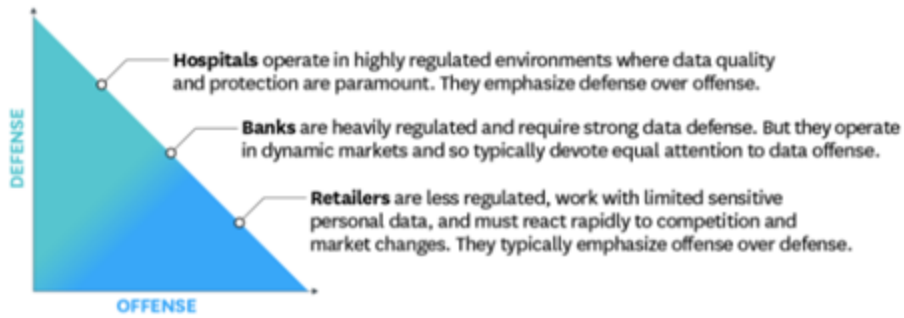 Hospitals operate in highly regulated environments where data quality
and protection are paramount. They emphasize defense over offense.
Banks are heavily regulated and require strong data defense. But they operate
in dynamic markets and so typically devote equal attention to data offense.
Retailers are less regulated, work with limited sensitive
personal data, and must react rapidly to competition and
market changes. They typically emphasize offense over defense.
DEFENSE
OFFENSE